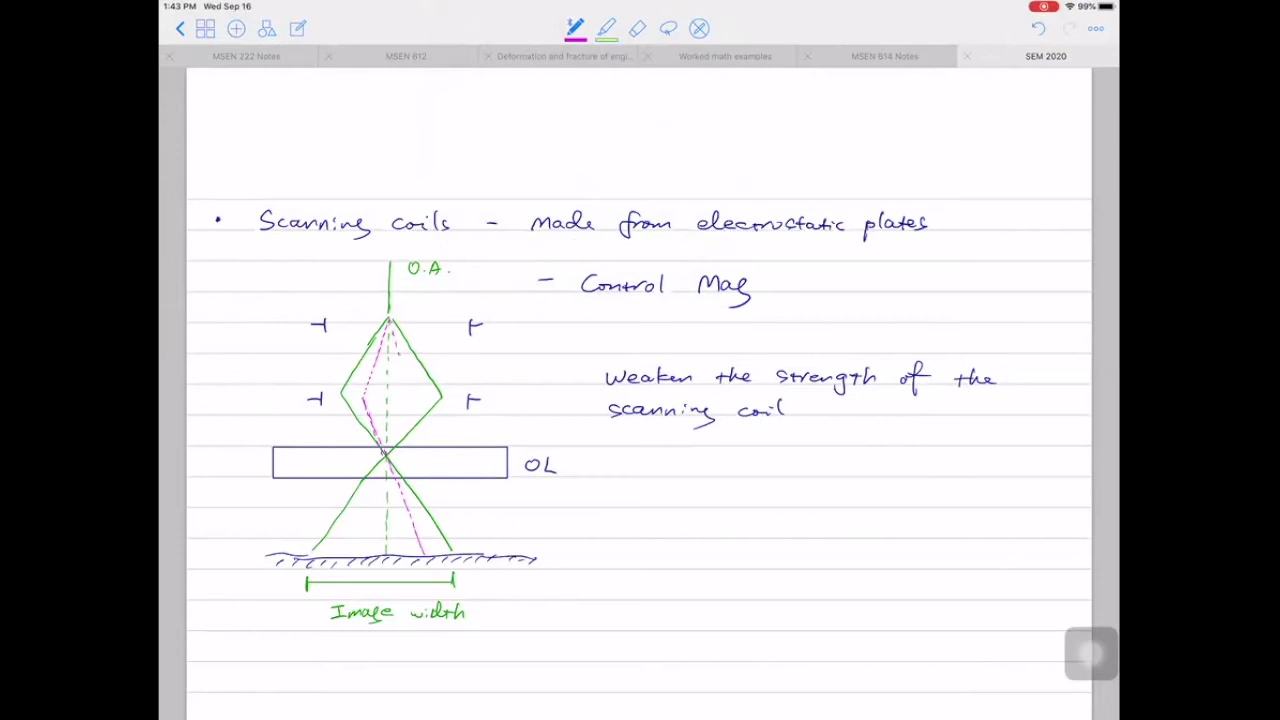 1:43 PM Wed Sep 16
99%
MSEN 222 Notes
MSEN 612
Deformation and fracture of engi...
Worked math examples
MSEN 614 Notes
SEM 2020
• Scanning coils - made from electrostatic plates
O.A.
- Control Mag
Weaken the strength of the
scanning coil
OL
Image width